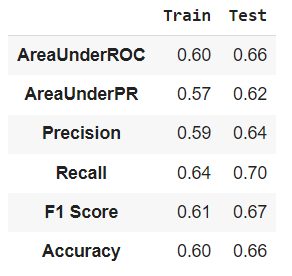 Train Test
AreaUnderROC 0.60 0.66
AreaUnderPR 0.57 0.62
Precision 0.59 0.64
Recall 0.64 0.70
F1 Score 0.61 0.67
Accuracy 0.60 0.66